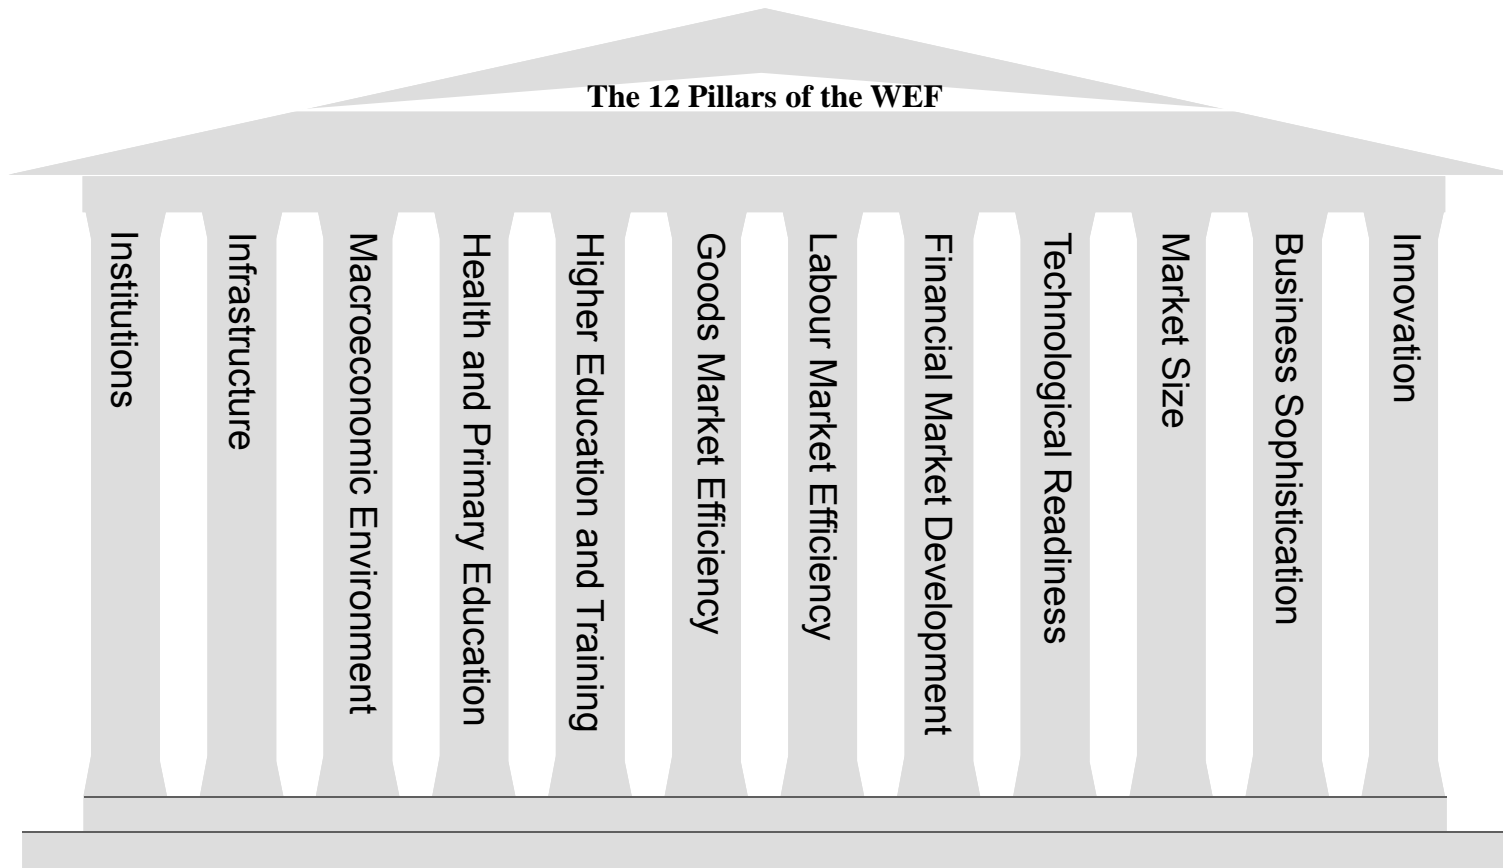 The 12 Pillars of the WEF
Institutions
Infrastructure
Macroeconomic Environment
Health and Primary Education
Higher Education and Training
Goods Market Efficiency
Labour Market Efficiency
Financial Market Development
Technological Readiness
Market Size
Business Sophistication
Innovation